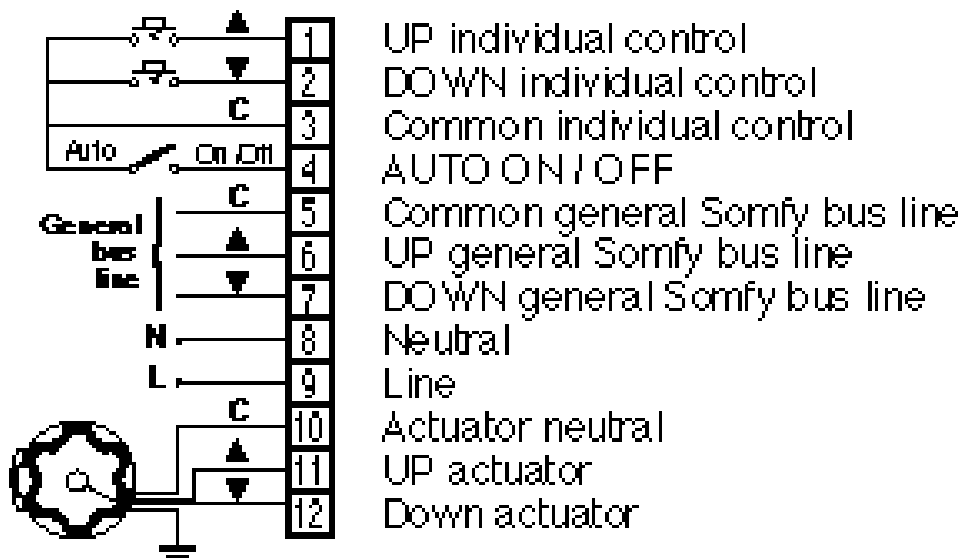 1 UP individual control
2 DOWN individual control
C
3 Common individual control
Auto On/Off 4 AUTO ON / OFF
C
5 Common general Somfy bus line
General
bus
line
6 UP general Somfy bus line
7 DOWN general Somfy bus line
N 8 Neutral
L 9 Line
C
10 Actuator neutral
11 UP actuator
12 Down actuator